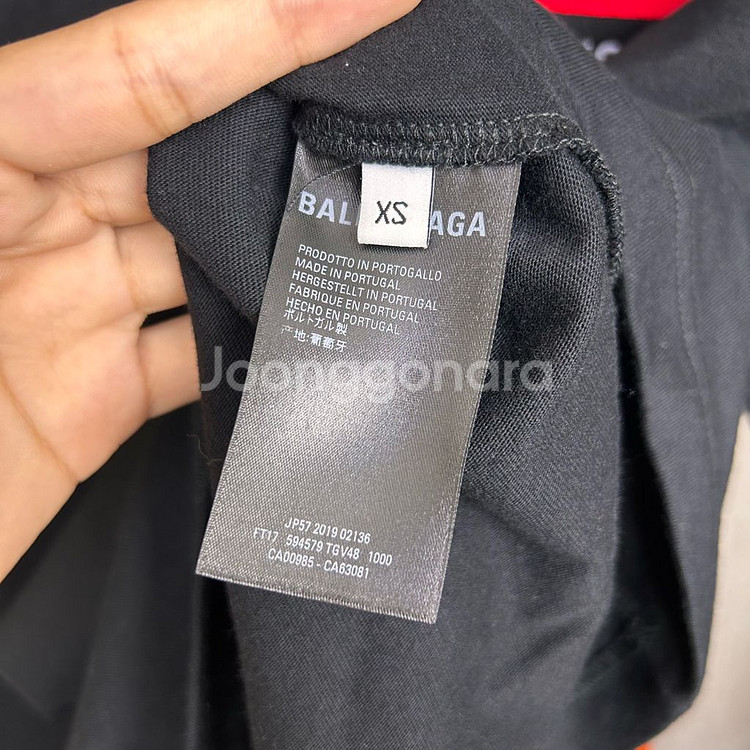 XS
BAL AGA
PRODOTTO IN PORTOGALLO
MADE IN PORTUGAL
HERGESTELLT IN PORTUGAL
FABRIQUE EN PORTUGAL
HECHO EN PORTUGAL
ポルトガル製
产地:葡萄牙
Joonggonara
JP57 2019 02136
FT17 594579 TGV48 1000
CA00985 - CA63081